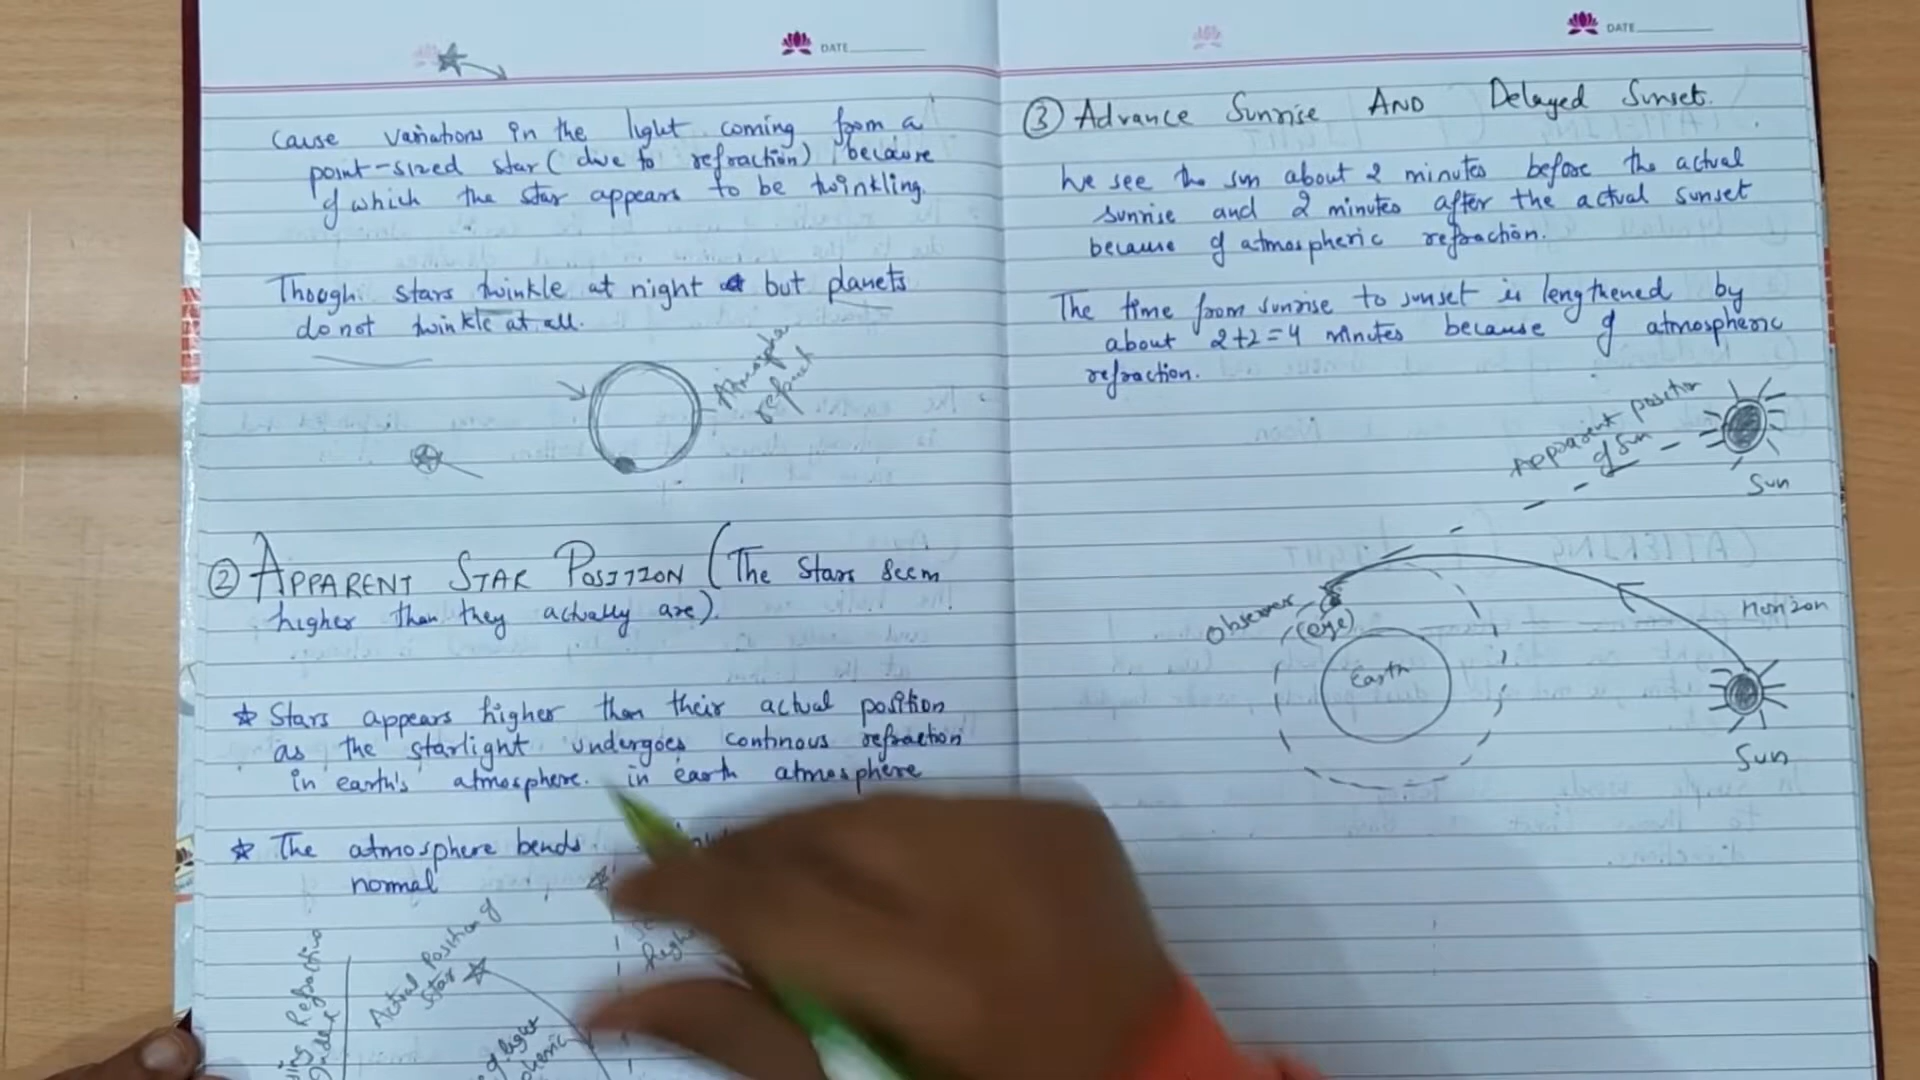 DATE
cause variations in the light coming from a
point-sized star (due to refraction) because
of which the star appears to be twinkling.
Though stars twinkle at night but planets
do not twinkle at all.
② APPARENT STAR POSITION (The Stars seem
higher than they actually are).
☆ Stars appears higher than their actual position
as the starlight undergoes continous refraction
in earth's atmosphere. in earth atmosphere
☆ The atmosphere bends
normal
Actual Position of
Star
Refractive
DATE
③ Advance Sunrise AND Delayed Sunset.
We see the sun about 2 minutes before the actual
sunrise and 2 minutes after the actual sunset
because of atmospheric refraction.
The time from sunrise to sunset is lengthened by
about 2+2=4 minutes because of atmospheric
refraction.
Apparent position
of Sun
Sun
Observer
(eye)
Earth
Horizon
Sun